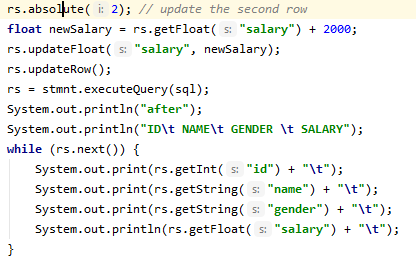 rs.absolute( i: 2); // update the second row
float newSalary = rs.getFloat( s: "salary") + 2000;
rs.updateFloat( s: "salary", newSalary);
rs.updateRow();
rs = stmt.executeQuery(sql);
System.out.println("after");
System.out.println("ID\t NAME\t GENDER \t SALARY");
while (rs.next()) {
    System.out.print(rs.getInt( s: "id") + "\t");
    System.out.print(rs.getString( s: "name") + "\t");
    System.out.print(rs.getString( s: "gender") + "\t");
    System.out.println(rs.getFloat( s: "salary") + "\t");
}